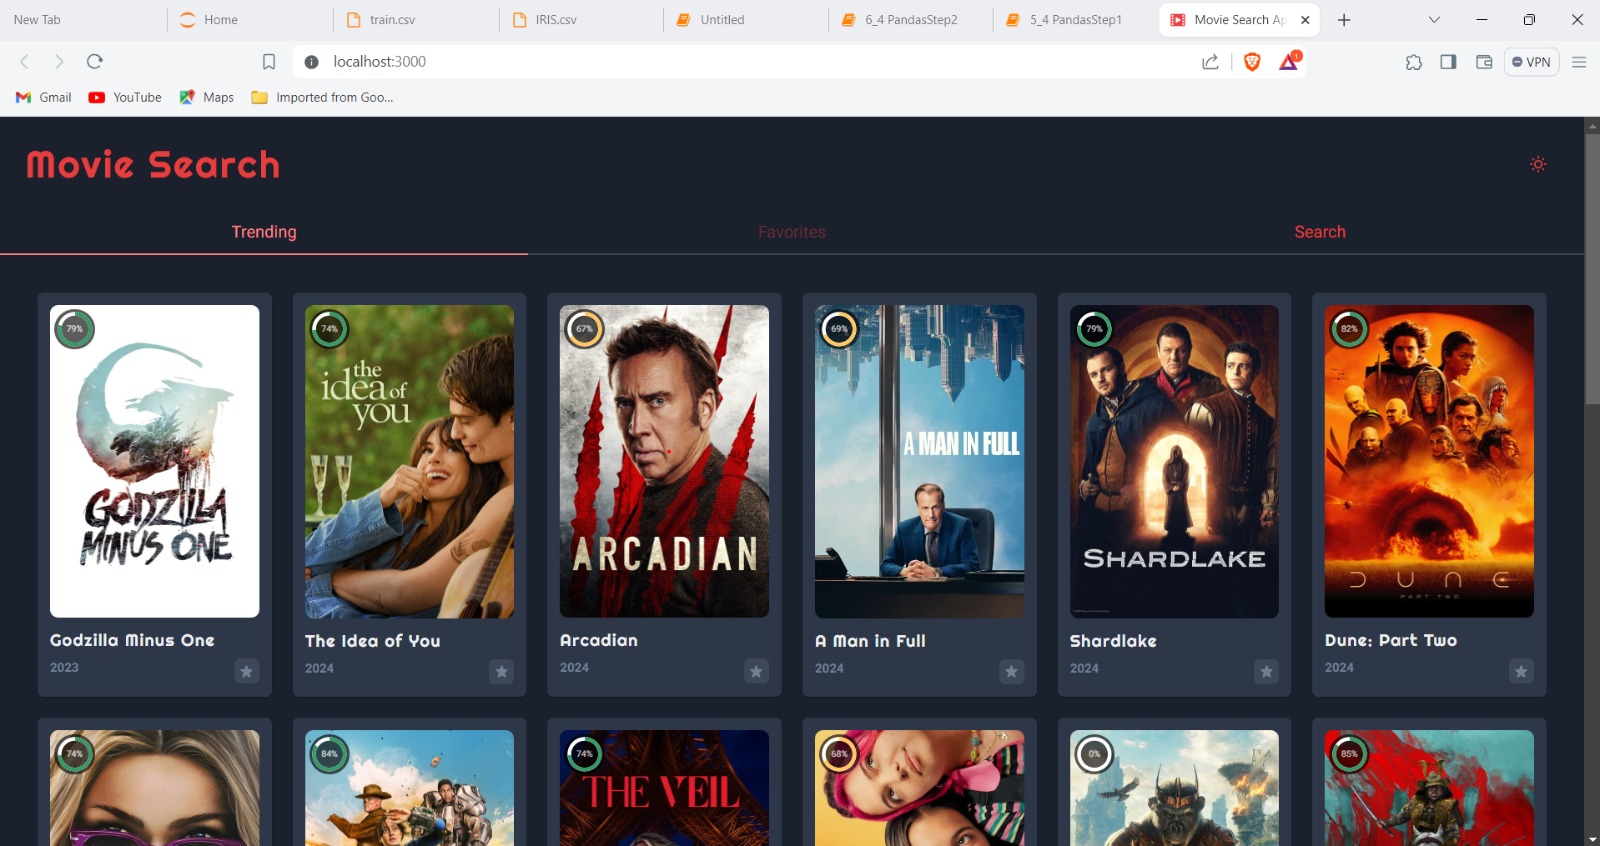 New Tab
Home
train.csv
IRIS.csv
Untitled
6_4 PandasStep2
5_4 PandasStep1
Movie Search Ap
localhost:3000
1
VPN
Gmail
YouTube
Maps
Imported from Goo...
Movie Search
Trending
Favorites
Search
79%
74%
67%
69%
79%
82%
GODZILLA
MINUS ONE
the
idea of
you
ARCADIAN
A MAN IN FULL
SHARDLAKE
DUNE
PART TWO
Godzilla Minus One
The Idea of You
Arcadian
A Man in Full
Shardlake
Dune: Part Two
2023
2024
2024
2024
2024
2024
74%
84%
74%
68%
0%
85%
THE VEIL